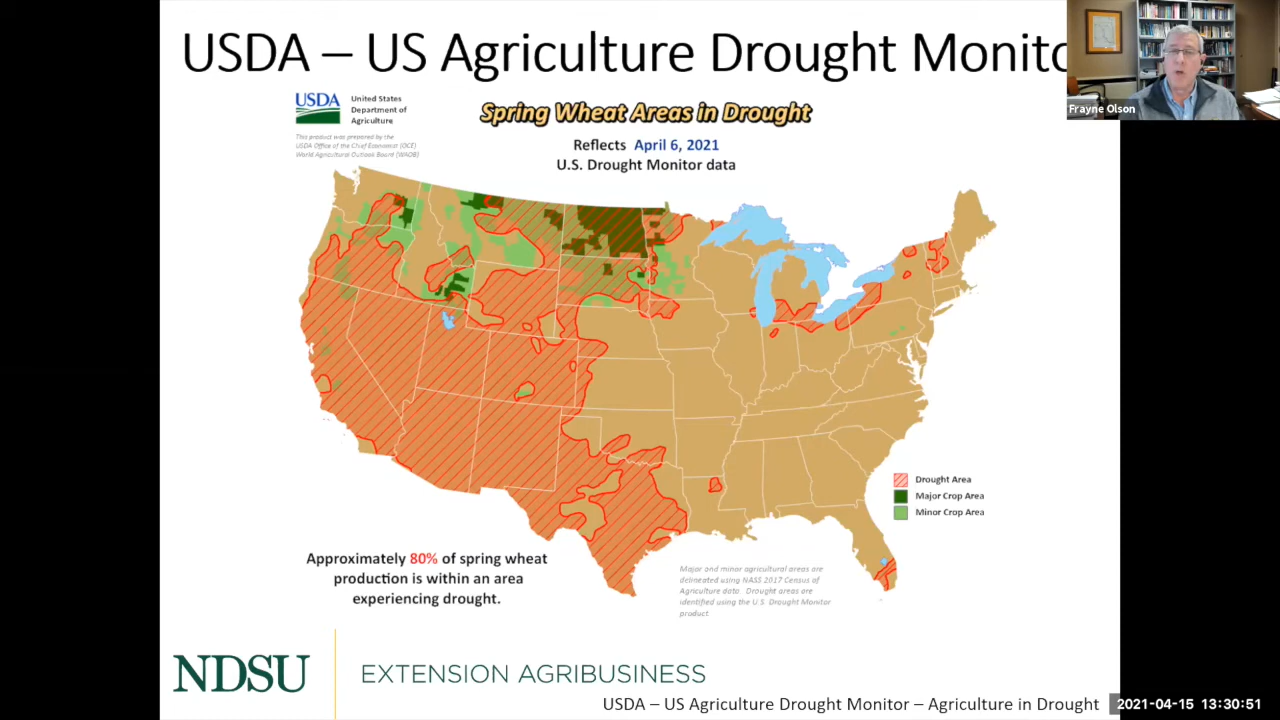 USDA – US Agriculture Drought Monito
Frayne Olson
USDA
United States
Department of
Agriculture
This product was prepared by the
USDA Office of the Chief Economist (OCE)
World Agricultural Outlook Board (WAOB)
Spring Wheat Areas in Drought
Reflects April 6, 2021
U.S. Drought Monitor data
Drought Area
Major Crop Area
Minor Crop Area
Approximately 80% of spring wheat
production is within an area
experiencing drought.
Major and minor agricultural areas are
delineated using NASS 2017 Census of
Agriculture data. Drought areas are
identified using the U.S. Drought Monitor
product.
NDSU
EXTENSION AGRIBUSINESS
USDA – US Agriculture Drought Monitor – Agriculture in Drought
2021-04-15 13:30:51